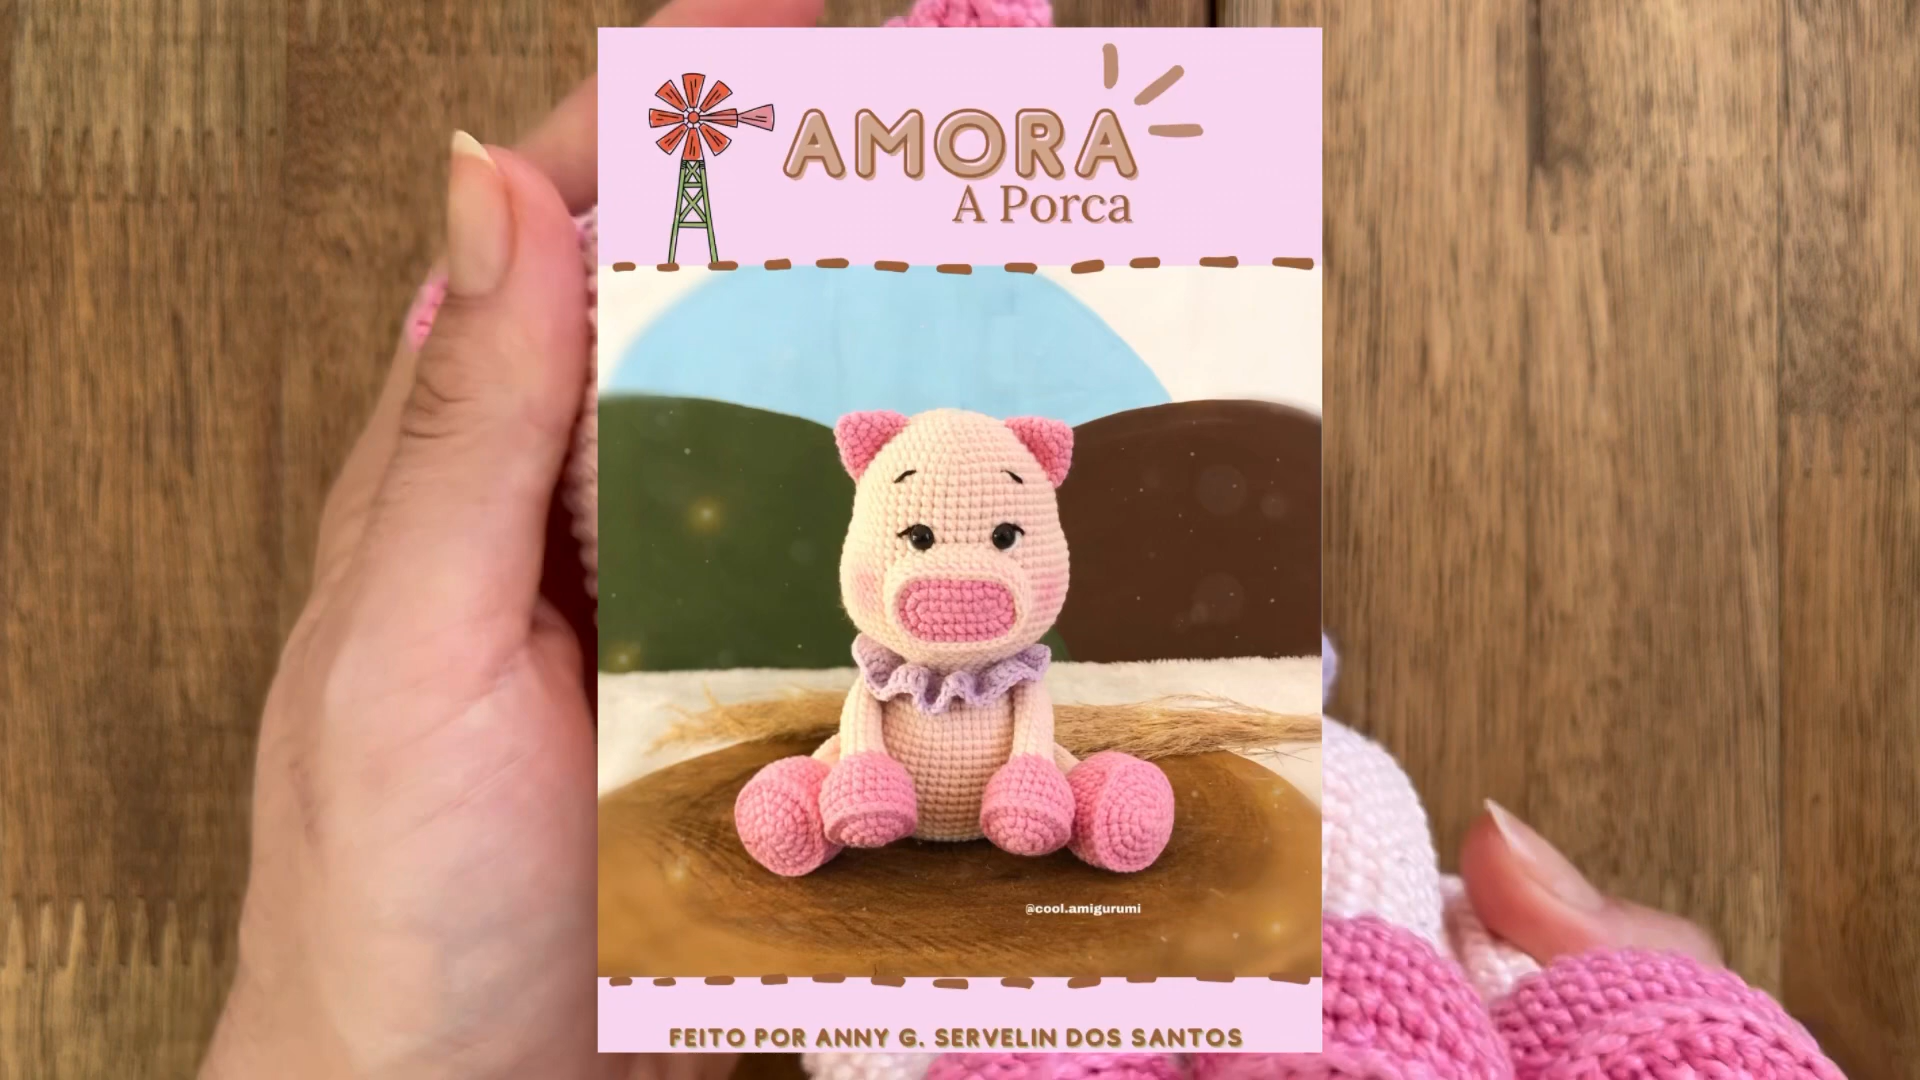 AMORA
A Porca
@cool.amigurumi
FEITO POR ANNY G. SERVELIN DOS SANTOS